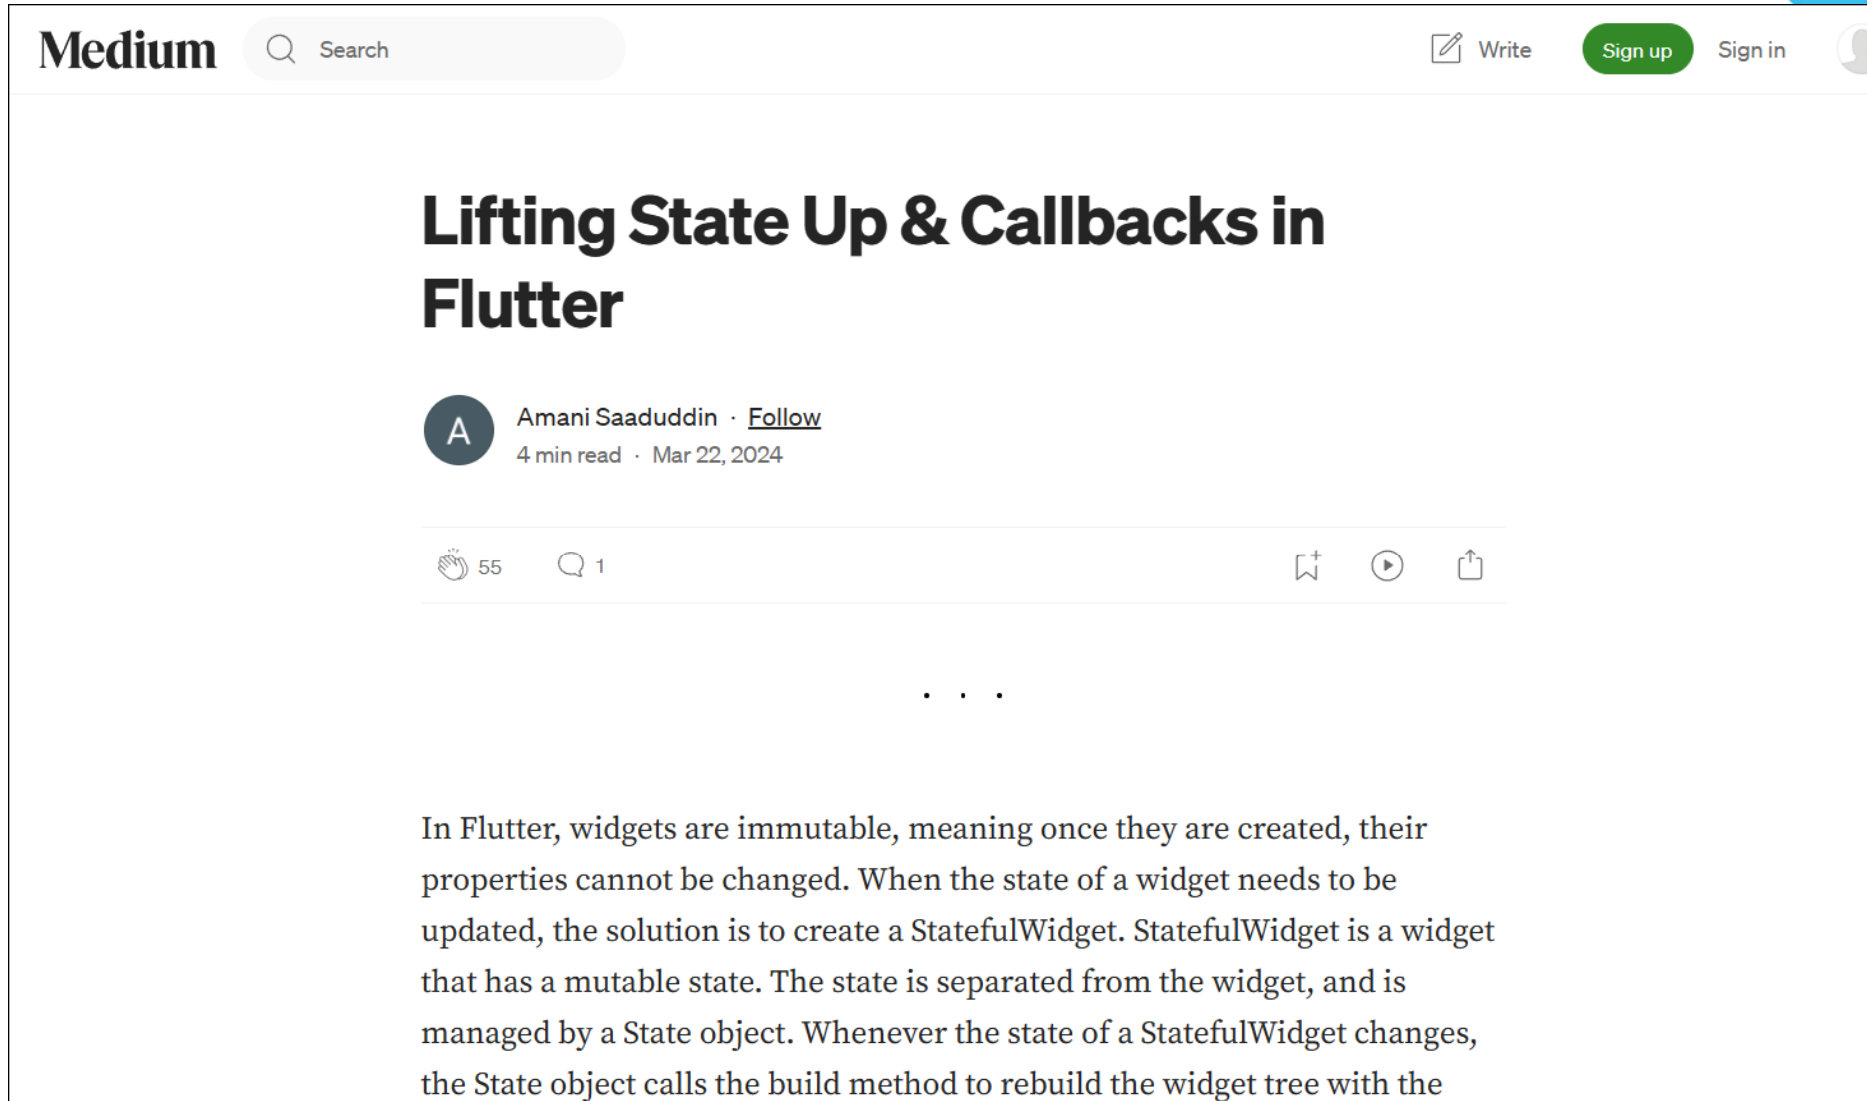 Medium
Search
Write
Sign up
Sign in
Lifting State Up & Callbacks in
Flutter
A
Amani Saaduddin · Follow
4 min read · Mar 22, 2024
55
1
. . .
In Flutter, widgets are immutable, meaning once they are created, their
properties cannot be changed. When the state of a widget needs to be
updated, the solution is to create a StatefulWidget. StatefulWidget is a widget
that has a mutable state. The state is separated from the widget, and is
managed by a State object. Whenever the state of a StatefulWidget changes,
the State object calls the build method to rebuild the widget tree with the